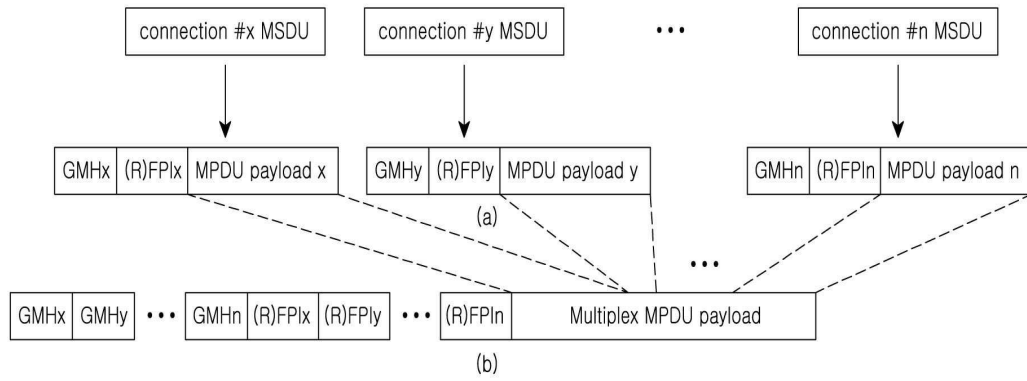 connection #x MSDU connection #y MSDU ••• connection #n MSDU
GMHx (R)FPIx MPDU payload x GMHy (R)FPIy MPDU payload y GMHn (R)FPIn MPDU payload n
(a)
•••
GMHx GMHy ••• GMHn (R)FPIx (R)FPIy ••• (R)FPIn Multiplex MPDU payload
(b)